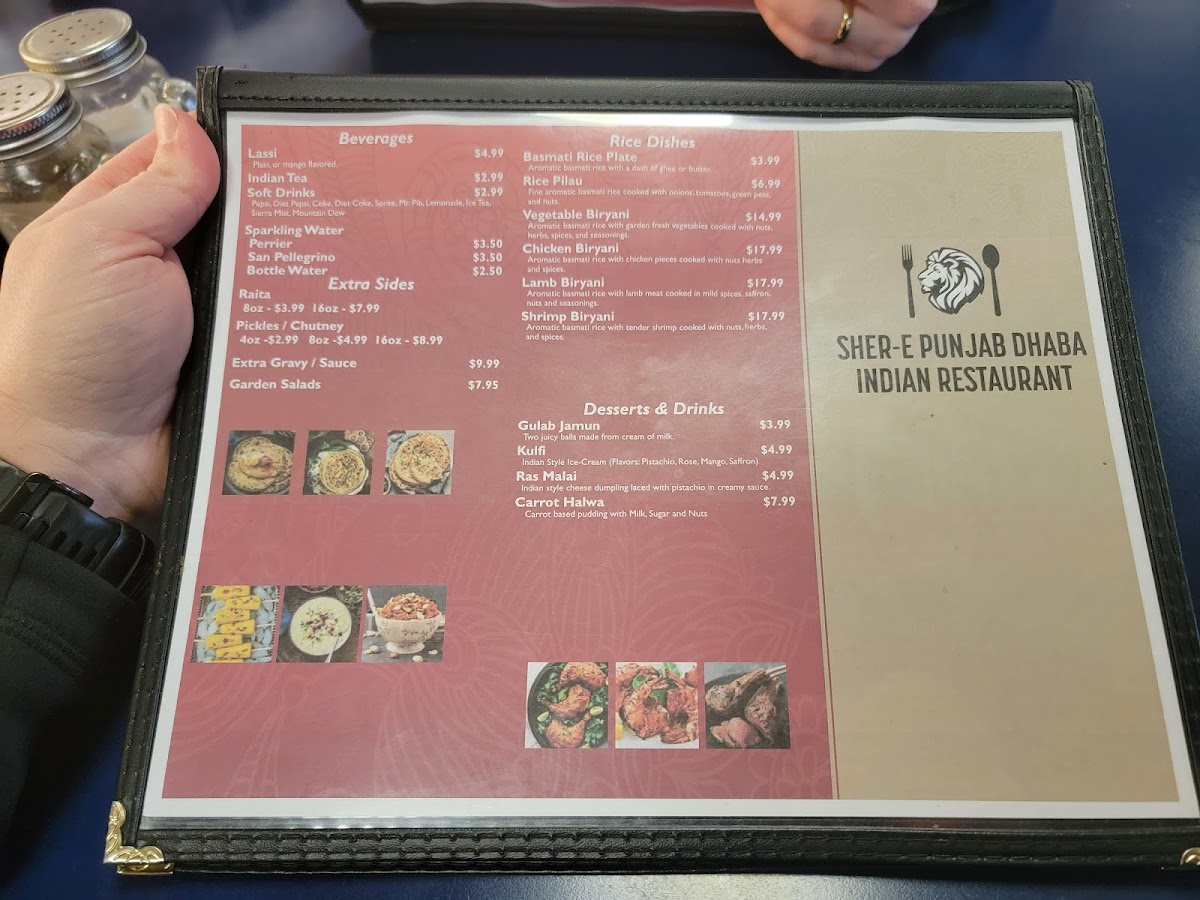 Beverages
Lassi $4.99
Plain, or mango flavored.
Indian Tea $2.99
Soft Drinks $2.99
Pepsi, Diet Pepsi, Coke, Diet Coke, Sprite, Mr. Pib, Lemonade, Ice Tea,
Sierra Mist, Mountain Dew
Sparkling Water
Perrier $3.50
San Pellegrino $3.50
Bottle Water $2.50
Extra Sides
Raita
8oz - $3.99 16oz - $7.99
Pickles / Chutney
4oz -$2.99 8oz -$4.99 16oz - $8.99
Extra Gravy / Sauce $9.99
Garden Salads $7.95
Rice Dishes
Basmati Rice Plate $3.99
Aromatic basmati rice with a dash of ghee or butter.
Rice Pilau $6.99
Fine aromatic basmati rice cooked with onions, tomatoes, green peas,
and nuts.
Vegetable Biryani $14.99
Aromatic basmati rice with garden fresh vegetables cooked with nuts,
herbs, spices, and seasonings.
Chicken Biryani $17.99
Aromatic basmati rice with chicken pieces cooked with nuts herbs
and spices.
Lamb Biryani $17.99
Aromatic basmati rice with lamb meat cooked in mild spices, saffron,
nuts and seasonings.
Shrimp Biryani $17.99
Aromatic basmati rice with tender shrimp cooked with nuts, herbs,
and spices.
Desserts & Drinks
Gulab Jamun $3.99
Two juicy balls made from cream of milk.
Kulfi $4.99
Indian Style Ice-Cream (Flavors: Pistachio, Rose, Mango, Saffron)
Ras Malai $4.99
Indian style cheese dumpling laced with pistachio in creamy sauce.
Carrot Halwa $7.99
Carrot based pudding with Milk, Sugar and Nuts
SHER-E PUNJAB DHABA
INDIAN RESTAURANT